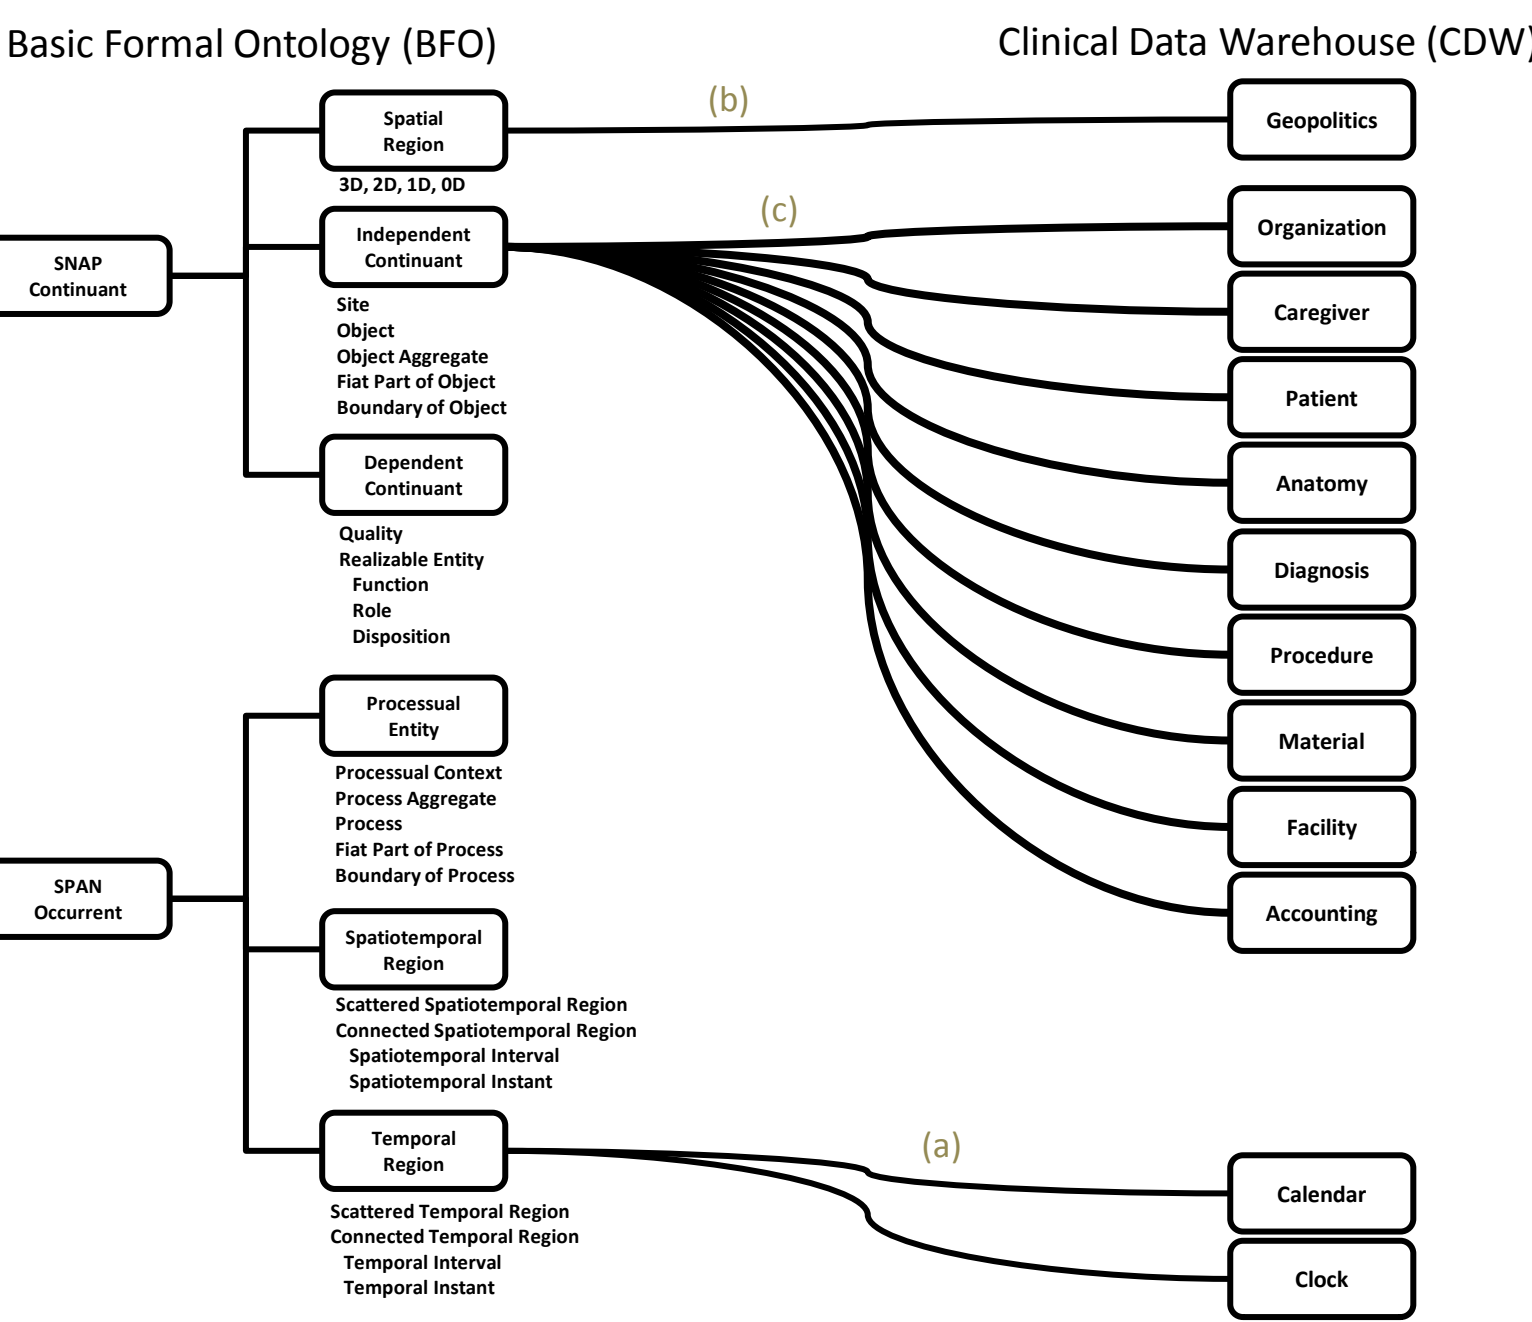 Basic Formal Ontology (BFO)
Clinical Data Warehouse (CDW)
(b)
Spatial
Region
3D, 2D, 1D, 0D
Geopolitics
(c)
Independent
Continuant
Site
Object
Object Aggregate
Fiat Part of Object
Boundary of Object
SNAP
Continuant
Dependent
Continuant
Quality
Realizable Entity
Function
Role
Disposition
Organization
Caregiver
Patient
Anatomy
Diagnosis
Procedure
Material
Facility
Accounting
Processual
Entity
Processual Context
Process Aggregate
Process
Fiat Part of Process
Boundary of Process
SPAN
Occurrent
Spatiotemporal
Region
Scattered Spatiotemporal Region
Connected Spatiotemporal Region
Spatiotemporal Interval
Spatiotemporal Instant
Temporal
Region
Scattered Temporal Region
Connected Temporal Region
Temporal Interval
Temporal Instant
(a)
Calendar
Clock